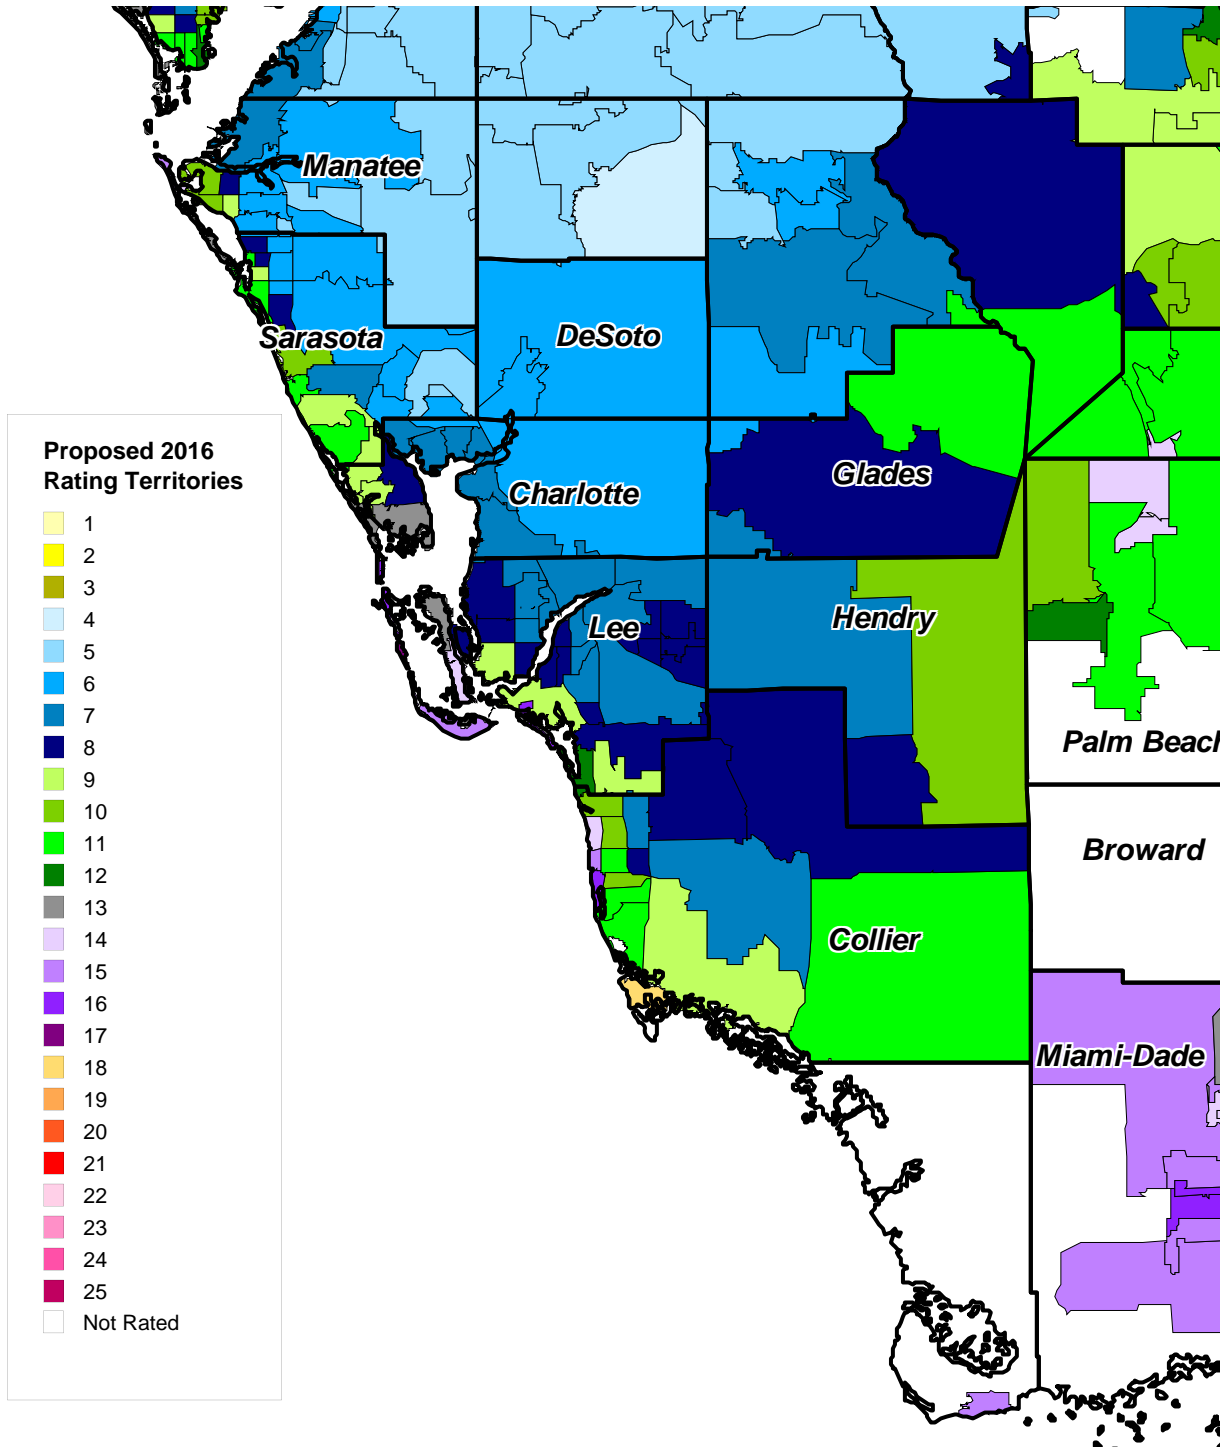 Manatee
Sarasota
DeSoto
Charlotte
Glades
Lee
Hendry
Palm Beach
Broward
Collier
Miami-Dade
Proposed 2016
Rating Territories
1
2
3
4
5
6
7
8
9
10
11
12
13
14
15
16
17
18
19
20
21
22
23
24
25
Not Rated